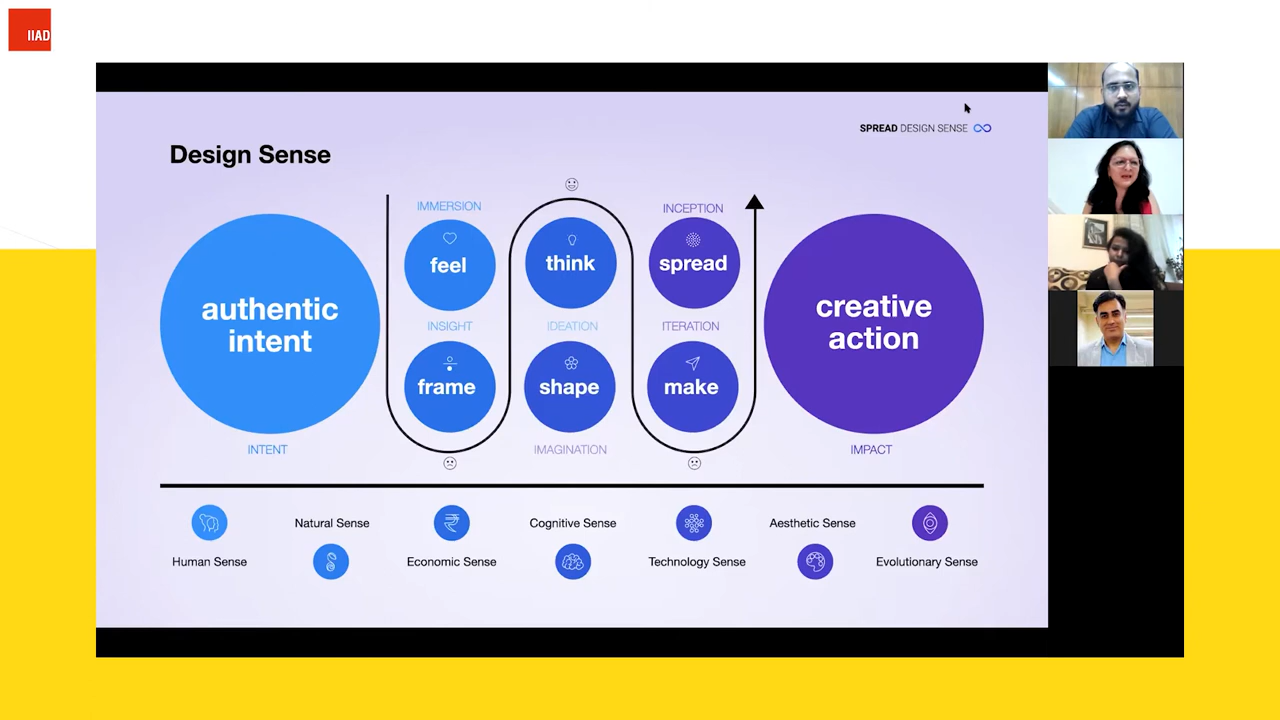 IIAD
SPREAD DESIGN SENSE
Design Sense
authentic
intent
INTENT
IMMERSION
feel
INSIGHT
frame
think
IDEATION
shape
IMAGINATION
INCEPTION
spread
ITERATION
make
creative
action
IMPACT
Human Sense
Natural Sense
Economic Sense
Cognitive Sense
Technology Sense
Aesthetic Sense
Evolutionary Sense